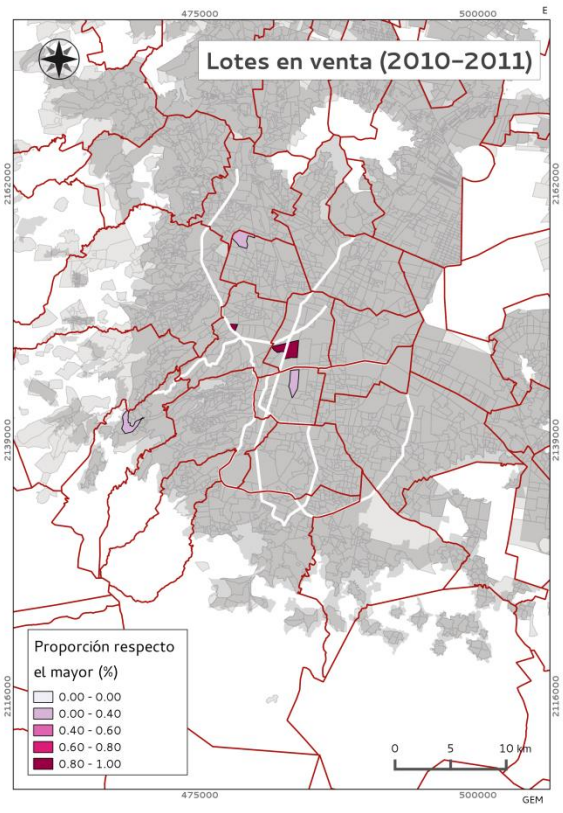 475000
500000
E
Lotes en venta (2010-2011)
2162000
2162000
2139000
2139000
2116000
2116000
Proporción respecto
el mayor (%)
0.00 - 0.00
0.00 - 0.40
0.40 - 0.60
0.60 - 0.80
0.80 - 1.00
0 5 10 km
475000
500000
GEM